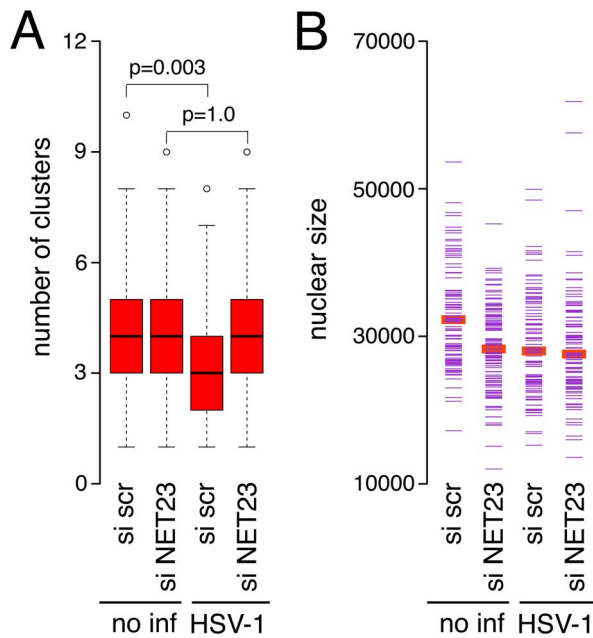 A
12
9
6
3
0
number of clusters
p=0.003
p=1.0
si scr
si NET23
si scr
si NET23
no inf
HSV-1
B
70000
50000
30000
10000
nuclear size
si scr
si NET23
si scr
si NET23
no inf
HSV-1